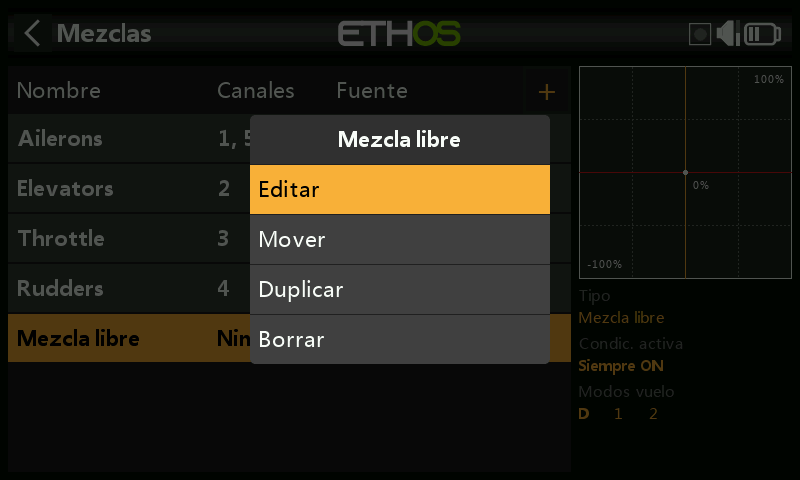 Mezclas
ETHOS
Nombre Canales Fuente +
100%
Ailerons 1, 5
Mezcla libre
Editar
Elevators 2
0%
Mover
Throttle 3
-100%
Duplicar
Rudders 4
Borrar
Mezcla libre Nin
Tipo
Mezcla libre
Condic. activa
Siempre ON
Modos vuelo
D 1 2